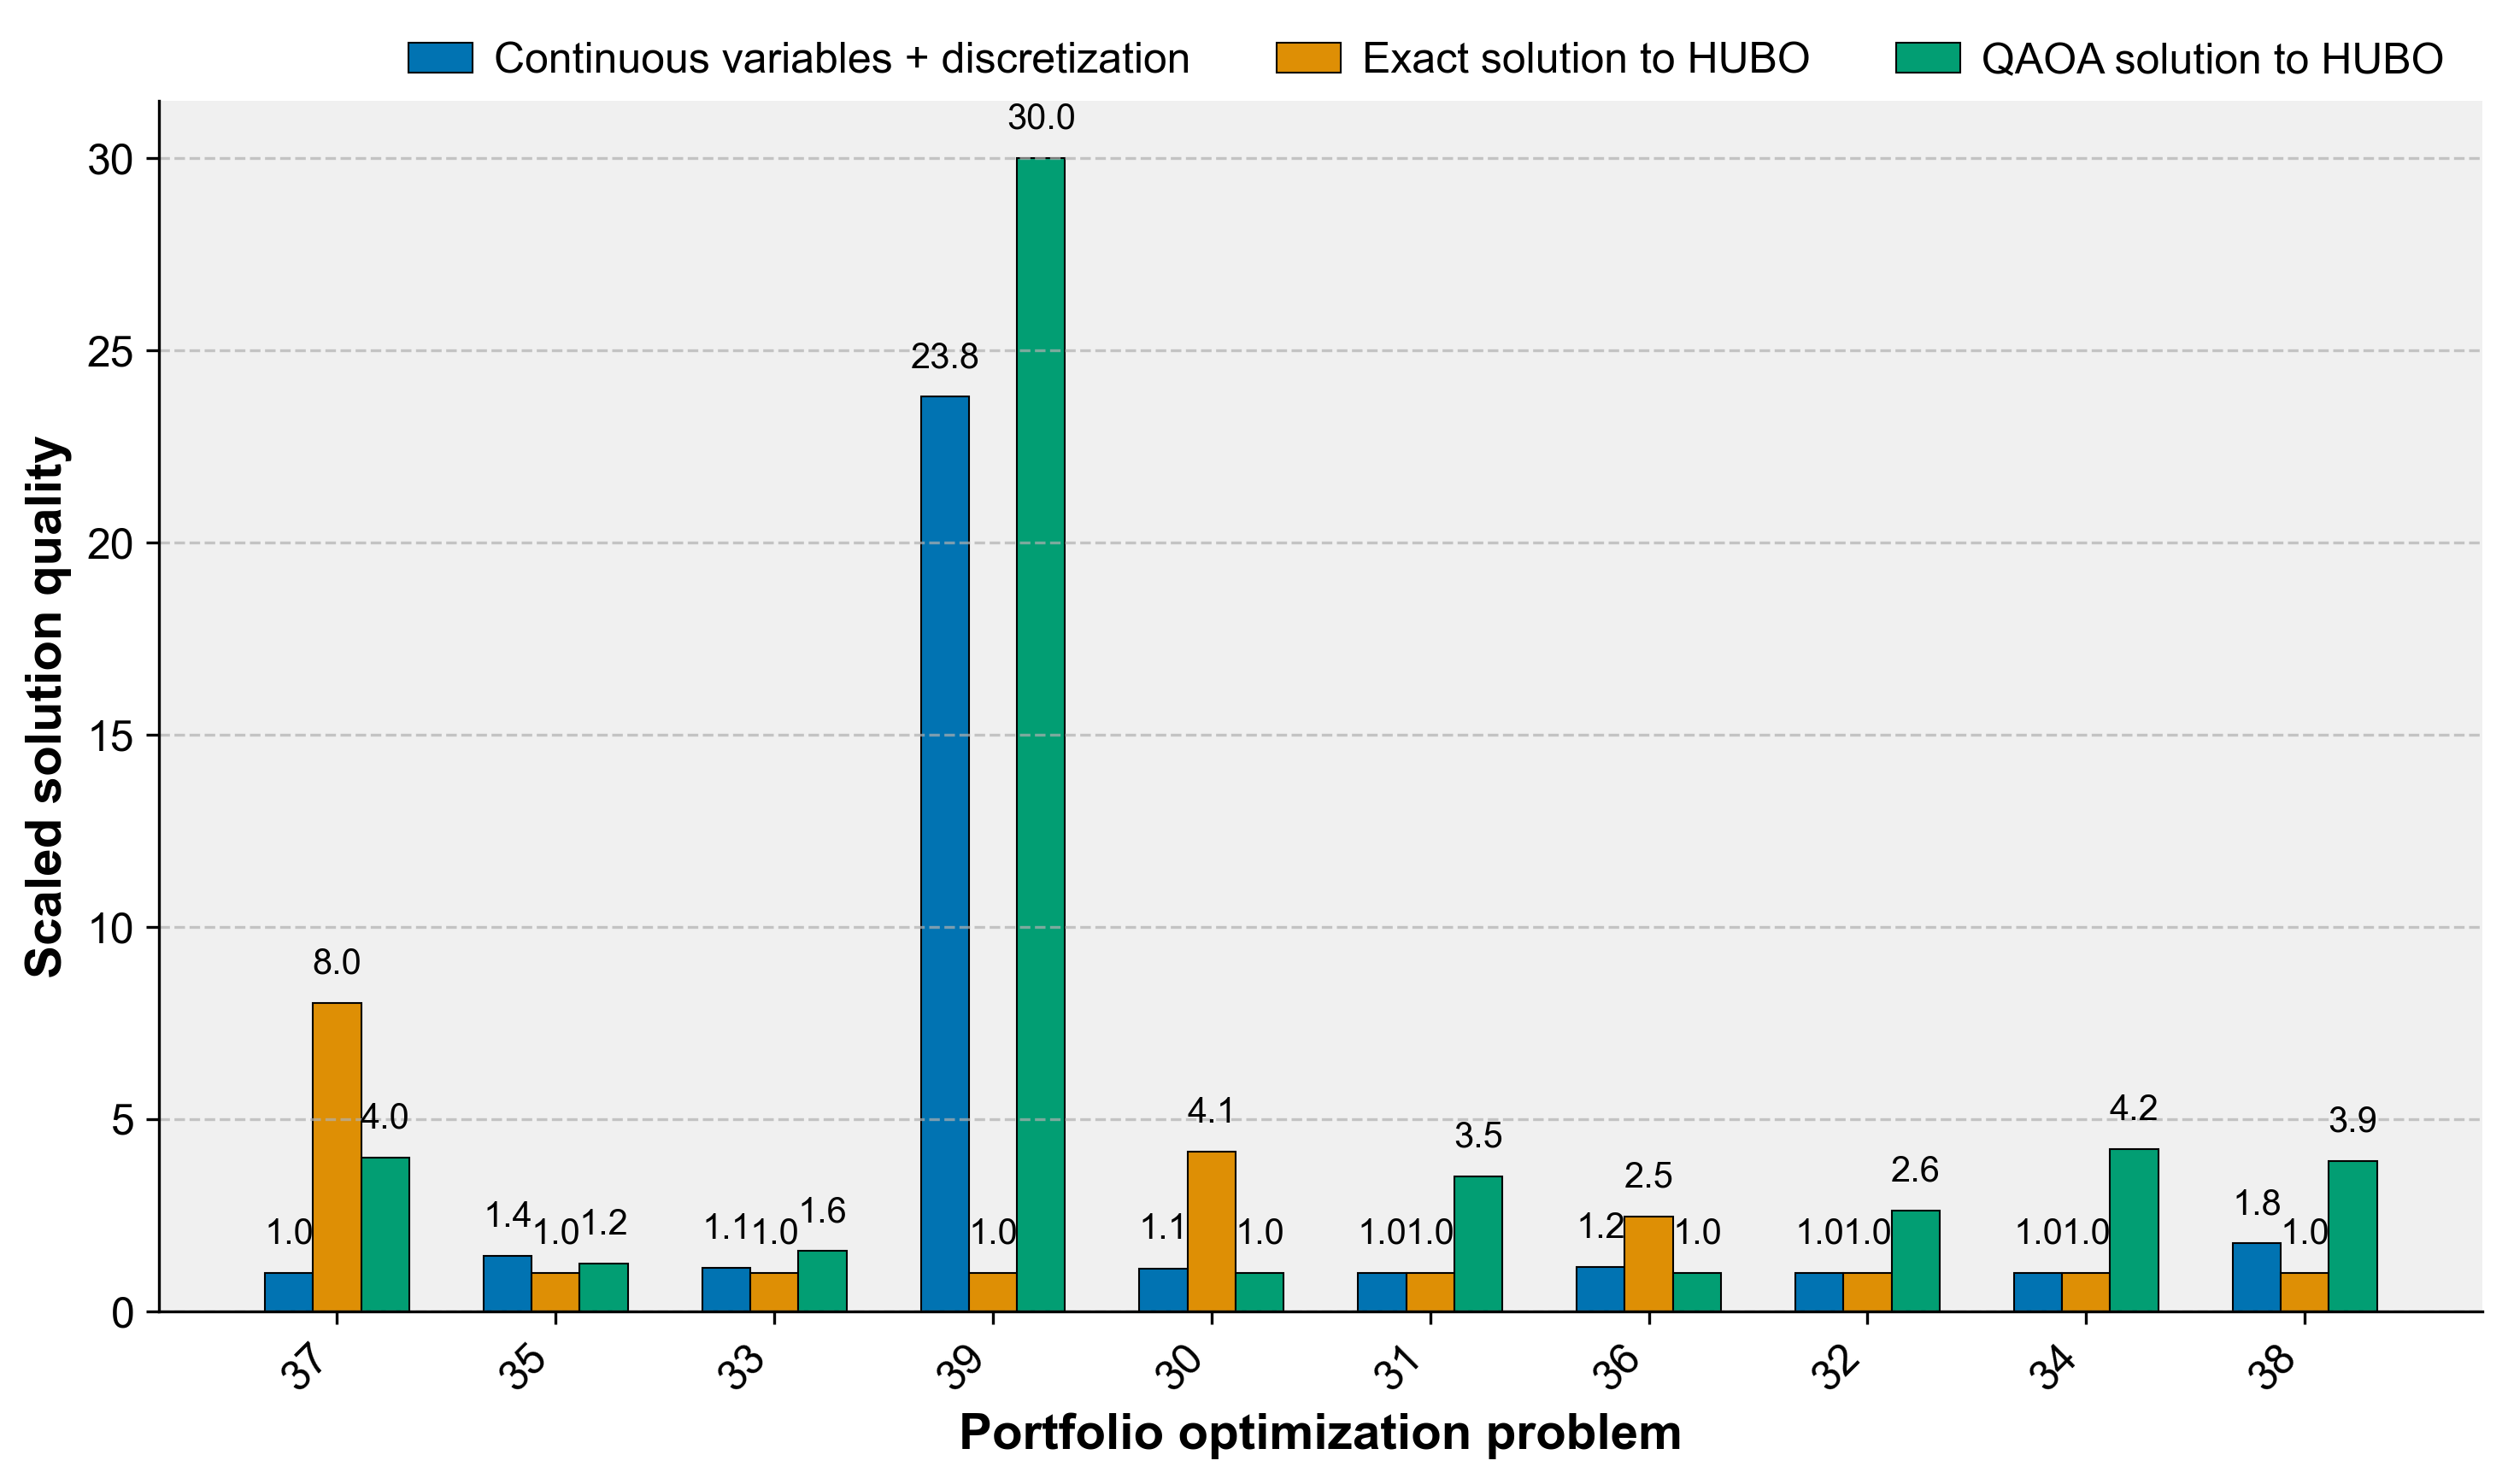 Continuous variables + discretization
Exact solution to HUBO
QAOA solution to HUBO
Scaled solution quality
30
25
20
15
10
5
0
1.0 8.0 4.0
1.4 1.0 1.2
1.1 1.0 1.6
23.8 1.0 30.0
1.1 4.1 1.0
1.0 1.0 3.5
1.2 2.5 1.0
1.0 1.0 2.6
1.0 1.0 4.2
1.8 1.0 3.9
37 35 33 39 30 31 36 32 34 38
Portfolio optimization problem